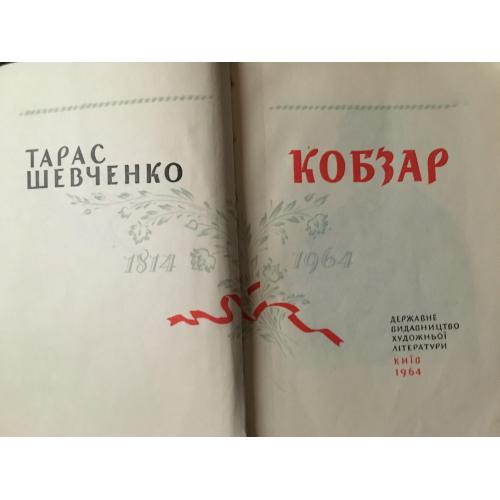 ТАРАС
ШЕВЧЕНКО
1814
КОБЗАР
1964
ДЕРЖАВНЕ
ВИДАВНИЦТВО
ХУДОЖНЬОЇ
ЛІТЕРАТУРИ
КИЇВ
1964